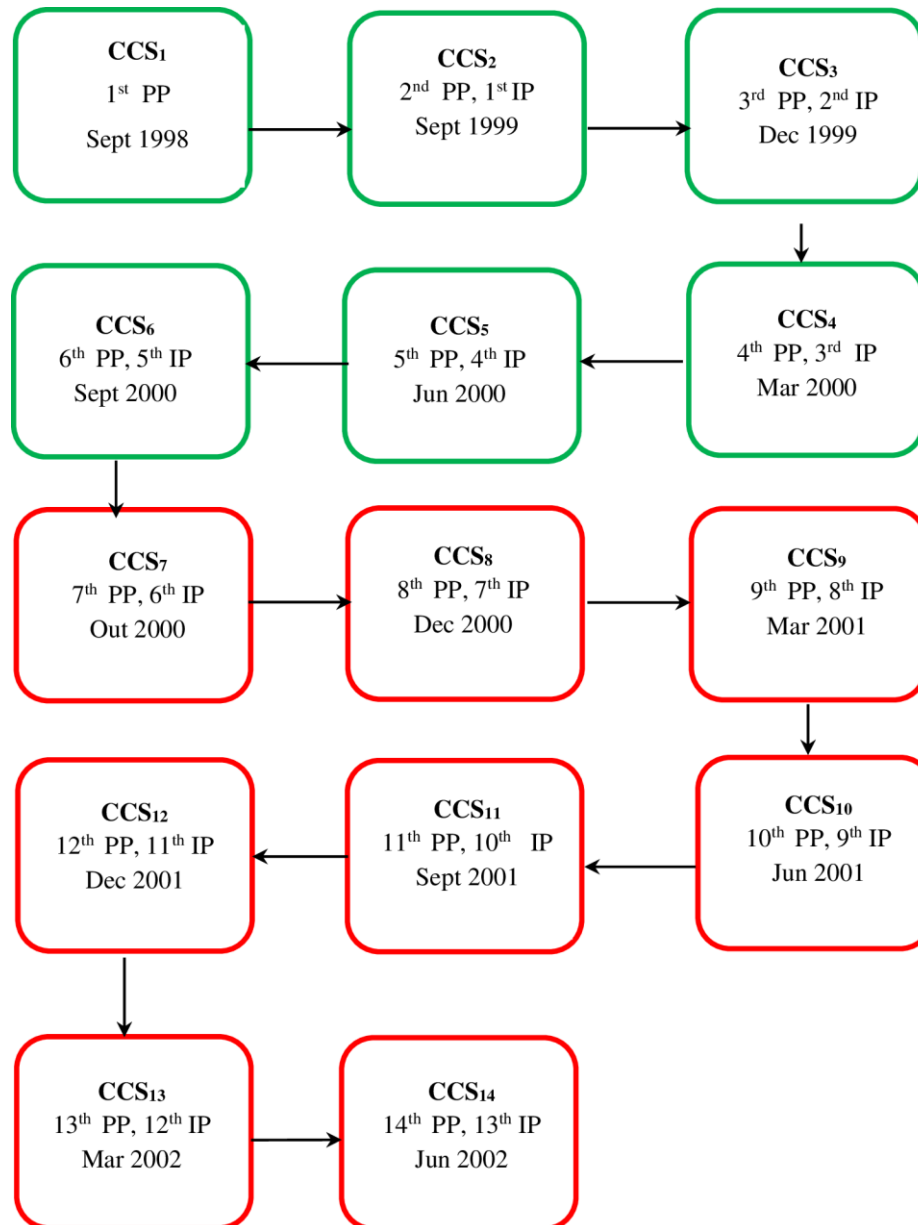 CCS₁
1ˢᵗ PP
Sept 1998
CCS₂
2ⁿᵈ PP, 1ˢᵗ IP
Sept 1999
CCS₃
3ʳᵈ PP, 2ⁿᵈ IP
Dec 1999
CCS₆
6ᵗʰ PP, 5ᵗʰ IP
Sept 2000
CCS₅
5ᵗʰ PP, 4ᵗʰ IP
Jun 2000
CCS₄
4ᵗʰ PP, 3ʳᵈ IP
Mar 2000
CCS₇
7ᵗʰ PP, 6ᵗʰ IP
Out 2000
CCS₈
8ᵗʰ PP, 7ᵗʰ IP
Dec 2000
CCS₉
9ᵗʰ PP, 8ᵗʰ IP
Mar 2001
CCS₁₂
12ᵗʰ PP, 11ᵗʰ IP
Dec 2001
CCS₁₁
11ᵗʰ PP, 10ᵗʰ IP
Sept 2001
CCS₁₀
10ᵗʰ PP, 9ᵗʰ IP
Jun 2001
CCS₁₃
13ᵗʰ PP, 12ᵗʰ IP
Mar 2002
CCS₁₄
14ᵗʰ PP, 13ᵗʰ IP
Jun 2002